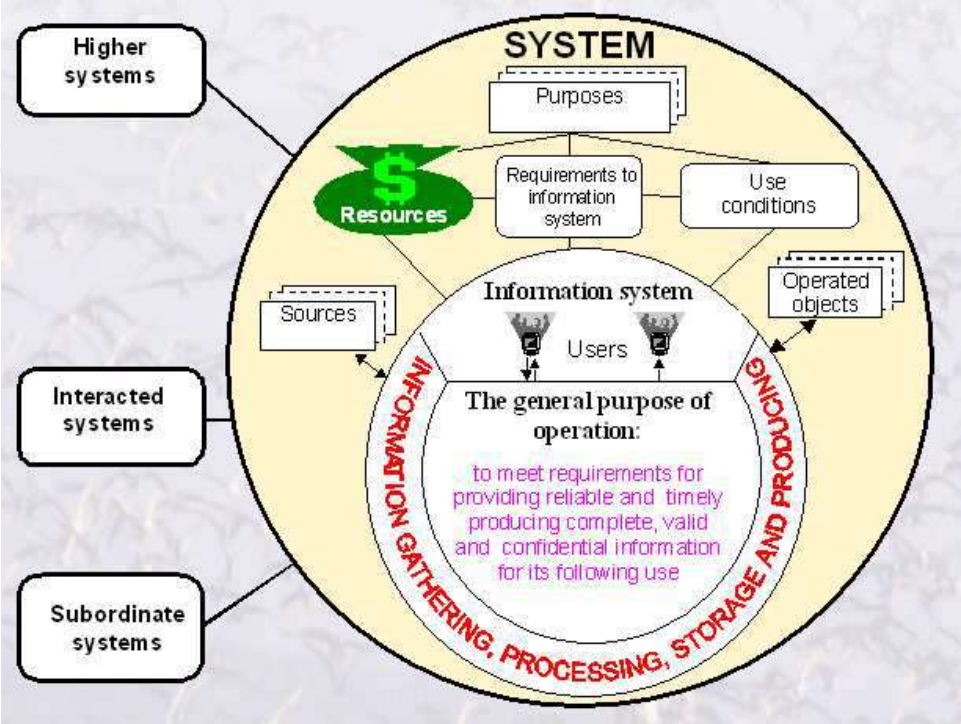 Higher
systems
SYSTEM
Purposes
$
Resources
Requirements to
information
system
Use
conditions
Information system
Sources
Operated
objects
Users
Interacted
systems
The general purpose of
operation:
to meet requirements for
providing reliable and timely
producing complete, valid
and confidential information
for its following use
INFORMATION GATHERING, PROCESSING, STORAGE AND PRODUCING
Subordinate
systems